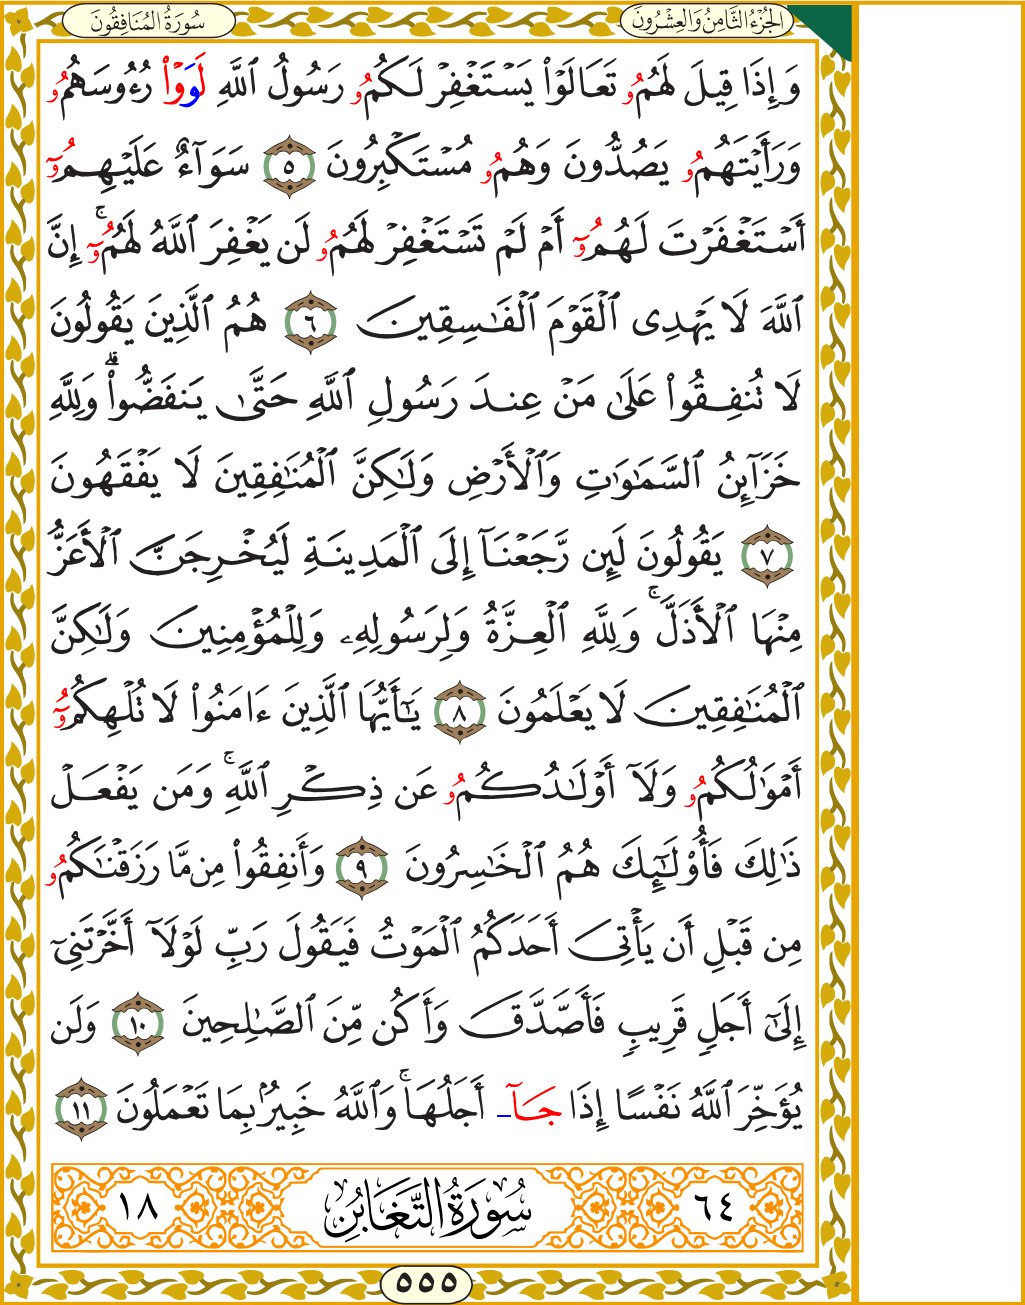 الجُزْءُ الثَّامِنُ وَالعِشْرُونَ
سُورَةُ المُنَافِقُونَ
وَإِذَا قِيلَ لَهُمُۥ تَعَالَوْاْ يَسْتَغْفِرْ لَكُمُۥ رَسُولُ ٱللَّهِ لَوَوْاْ رُءُوسَهُمُۥ
وَرَأَيْتَهُمُۥ يَصُدُّونَ وَهُمُۥ مُسْتَكْبِرُونَ ٥ سَوَآءٌ عَلَيْهِمُۥٓ
أَسْتَغْفَرْتَ لَهُمُۥٓ أَمْ لَمْ تَسْتَغْفِرْ لَهُمُۥ لَن يَغْفِرَ ٱللَّهُ لَهُمُۥٓۚ إِنَّ
ٱللَّهَ لَا يَهْدِى ٱلْقَوْمَ ٱلْفَٰسِقِينَ ٦ هُمُ ٱلَّذِينَ يَقُولُونَ
لَا تُنفِقُواْ عَلَىٰ مَنْ عِندَ رَسُولِ ٱللَّهِ حَتَّىٰ يَنفَضُّواْۗ وَلِلَّهِ
خَزَآئِنُ ٱلسَّمَٰوَٰتِ وَٱلْأَرْضِ وَلَٰكِنَّ ٱلْمُنَٰفِقِينَ لَا يَفْقَهُونَ
٧ يَقُولُونَ لَئِن رَّجَعْنَآ إِلَى ٱلْمَدِينَةِ لَيُخْرِجَنَّ ٱلْأَعَزُّ
مِنْهَا ٱلْأَذَلَّۚ وَلِلَّهِ ٱلْعِزَّةُ وَلِرَسُولِهِۦ وَلِلْمُؤْمِنِينَ وَلَٰكِنَّ
ٱلْمُنَٰفِقِينَ لَا يَعْلَمُونَ ٨ يَٰٓأَيُّهَا ٱلَّذِينَ ءَامَنُواْ لَا تُلْهِكُمُۥٓ
أَمْوَٰلُكُمُۥ وَلَآ أَوْلَٰدُكُمُۥ عَن ذِكْرِ ٱللَّهِۚ وَمَن يَفْعَلْ
ذَٰلِكَ فَأُوْلَٰٓئِكَ هُمُ ٱلْخَٰسِرُونَ ٩ وَأَنفِقُواْ مِن مَّا رَزَقْنَٰكُمُۥ
مِن قَبْلِ أَن يَأْتِىَ أَحَدَكُمُ ٱلْمَوْتُ فَيَقُولَ رَبِّ لَوْلَآ أَخَّرْتَنِىٓ
إِلَىٰٓ أَجَلٍ قَرِيبٍ فَأَصَّدَّقَ وَأَكُن مِّنَ ٱلصَّٰلِحِينَ ١٠ وَلَن
يُؤَخِّرَ ٱللَّهُ نَفْسًا إِذَا جَآ أَجَلُهَاۚ وَٱللَّهُ خَبِيرُۢ بِمَا تَعْمَلُونَ ١١
٦٤ سُورَةُ التَّغَابُنِ ١٨
٥٥٥